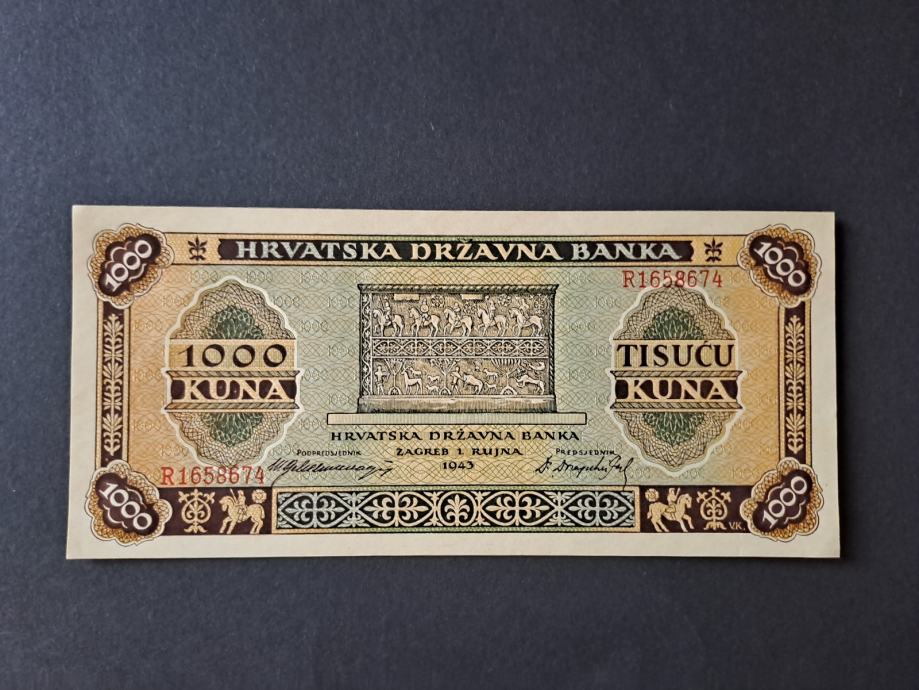 HRVATSKA DRŽAVNA BANKA
1000
1000
R1658674
1000
KUNA
TISUĆU
KUNA
HRVATSKA DRŽAVNA BANKA
ZAGREB 1. RUJNA
1943
PODPREDSJEDNIK
PREDSJEDNIK
R1658674
1000
1000
V.K.